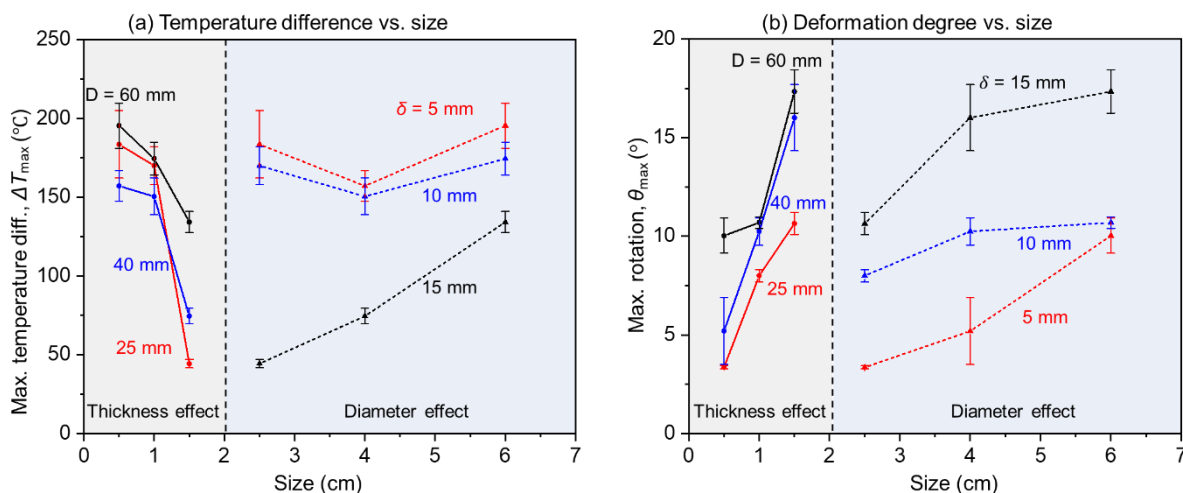 (a) Temperature difference vs. size
250
200
150
100
50
0
Max. temperature diff., ΔTmax (℃)
D = 60 mm
40 mm
25 mm
δ = 5 mm
10 mm
15 mm
Thickness effect
Diameter effect
0 1 2 3 4 5 6 7
Size (cm)
(b) Deformation degree vs. size
20
15
10
5
0
Max. rotation, θmax (°)
D = 60 mm
40 mm
25 mm
δ = 15 mm
10 mm
5 mm
Thickness effect
Diameter effect
0 1 2 3 4 5 6 7
Size (cm)